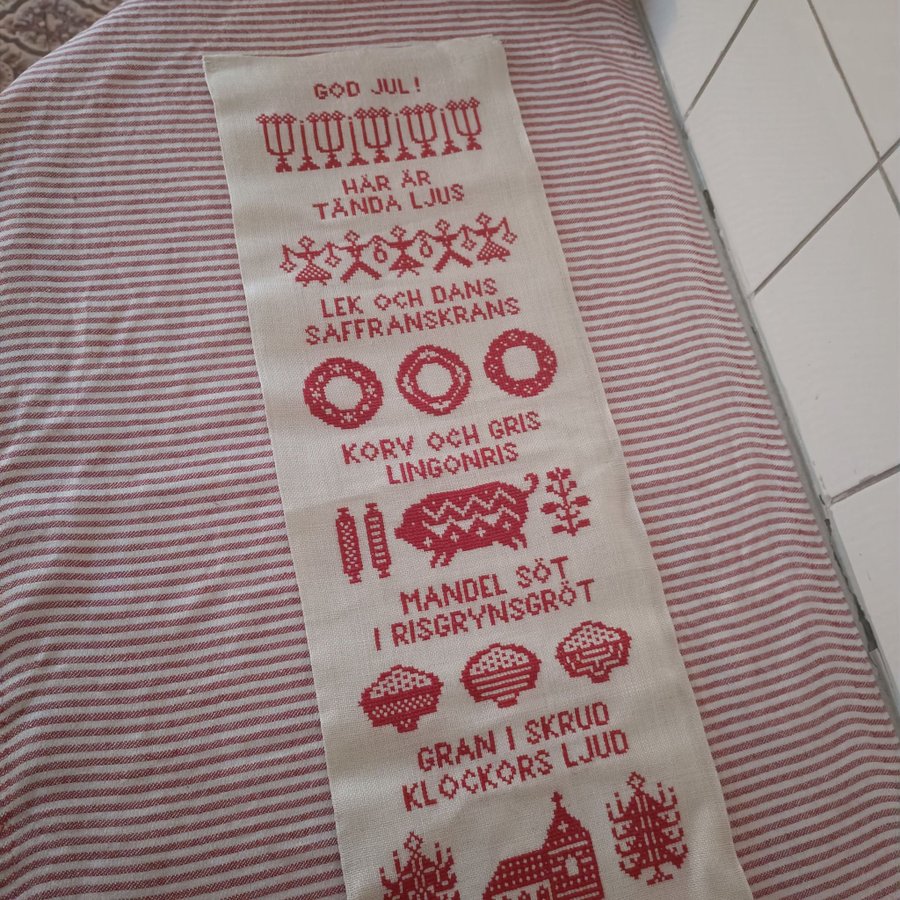 GOD JUL!
HÄR ÄR
TÄNDA LJUS
LEK OCH DANS
SAFFRANSKRANS
KORV OCH GRIS
LINGONRIS
MANDEL SÖT
I RISGRYNSGRÖT
GRAN I SKRUD
KLOCKORS LJUD